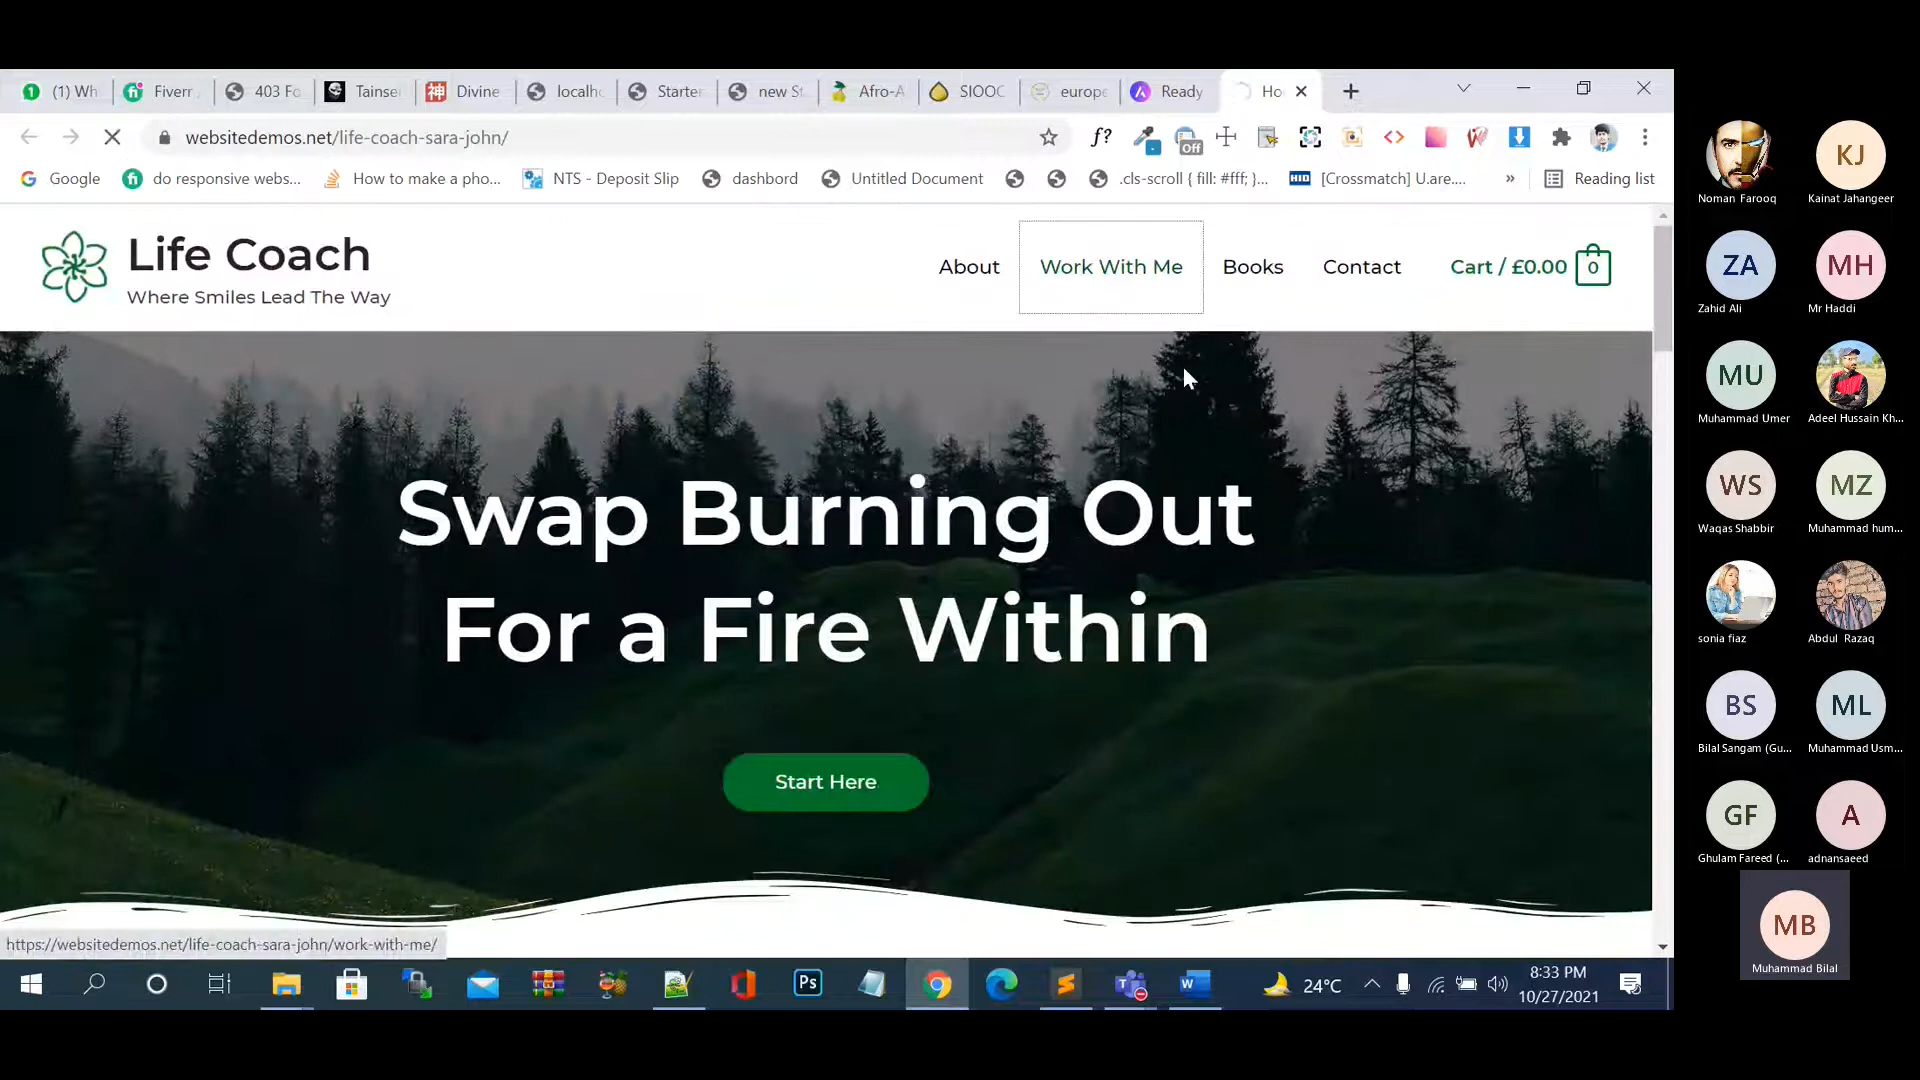 (1) Wh
Fiverr
403 Fo
Tainse
Divine
localho
Starter
new St
Afro-A
SIOOC
europe
Ready
Ho
websitedemos.net/life-coach-sara-john/
f?
Off
Google
do responsive webs...
How to make a pho...
NTS - Deposit Slip
dashbord
Untitled Document
.cls-scroll { fill: #fff; }...
HID
[Crossmatch] U.are....
»
Reading list
Life Coach
Where Smiles Lead The Way
About
Work With Me
Books
Contact
Cart / £0.00
0
Swap Burning Out
For a Fire Within
Start Here
https://websitedemos.net/life-coach-sara-john/work-with-me/
Ps
24°C
8:33 PM
10/27/2021
Noman Farooq
KJ
Kainat Jahangeer
ZA
Zahid Ali
MH
Mr Haddi
MU
Muhammad Umer
Adeel Hussain Kh...
WS
Waqas Shabbir
MZ
Muhammad hum...
sonia fiaz
Abdul Razaq
BS
Bilal Sangam (Gu...
ML
Muhammad Usm...
GF
Ghulam Fareed (...
A
adnansaeed
MB
Muhammad Bilal